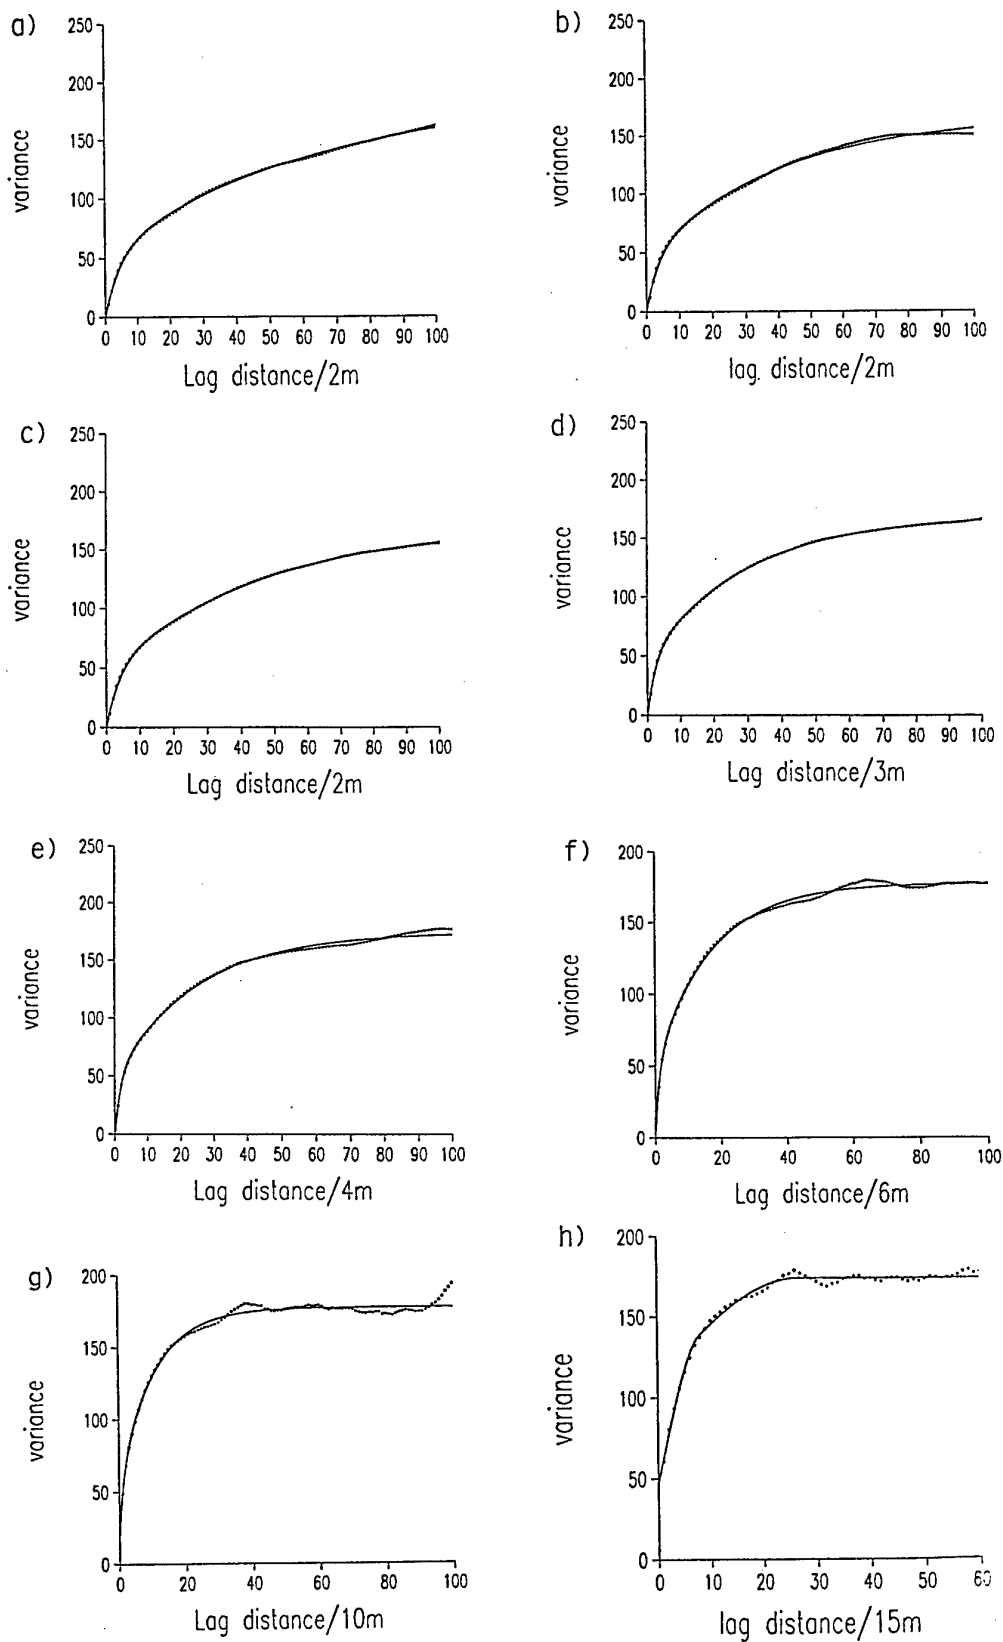 a)
250
200
150
100
50
0
variance
0 10 20 30 40 50 60 70 80 90 100
Lag distance/2m
b)
250
200
150
100
50
0
variance
0 10 20 30 40 50 60 70 80 90 100
lag. distance/2m
c)
250
200
150
100
50
0
variance
0 10 20 30 40 50 60 70 80 90 100
Lag distance/2m
d)
250
200
150
100
50
0
variance
0 10 20 30 40 50 60 70 80 90 100
Lag distance/3m
e)
250
200
150
100
50
0
variance
0 10 20 30 40 50 60 70 80 90 100
Lag distance/4m
f)
200
150
100
50
0
variance
0 20 40 60 80 100
Lag distance/6m
g)
200
150
100
50
0
variance
0 20 40 60 80 100
Lag distance/10m
h)
200
150
100
50
0
variance
0 10 20 30 40 50 60
lag distance/15m